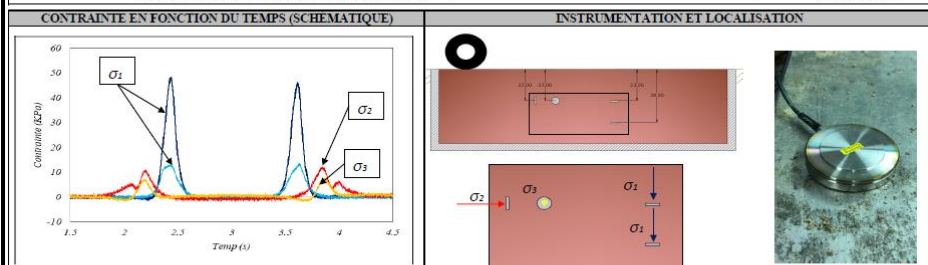 CONTRAINTE EN FONCTION DU TEMPS (SCHÉMATIQUE)
INSTRUMENTATION ET LOCALISATION
60
50
40
30
20
10
0
-10
Contrainte (KPa)
1.5
2
2.5
3
3.5
4
4.5
Temp (s)
σ1
σ2
σ3
σ2
σ3
σ1
σ1